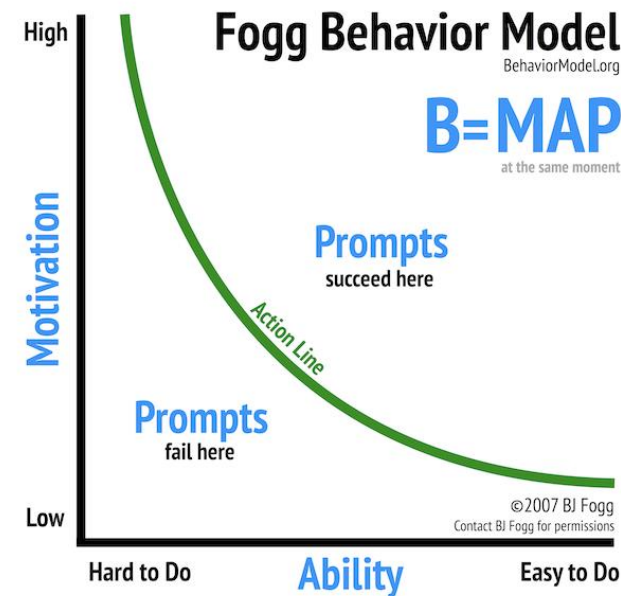 High
Fogg Behavior Model
BehaviorModel.org
B=MAP
at the same moment
Motivation
Prompts
succeed here
Action Line
Prompts
fail here
Low
©2007 BJ Fogg
Contact BJ Fogg for permissions
Hard to Do
Ability
Easy to Do